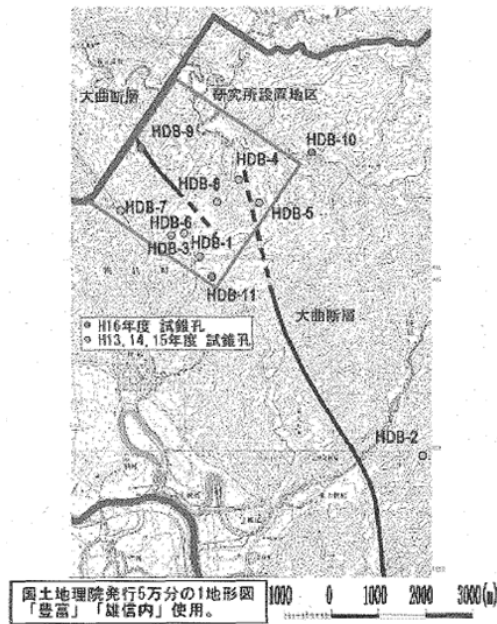 大曲断層
研究所設置地区
HDB-9
HDB-4
HDB-10
HDB-8
HDB-5
HDB-7
HDB-6
HDB-3
HDB-1
HDB-11
大曲断層
H16年度 試錐孔
H13,14,15年度 試錐孔
HDB-2
国土地理院発行5万分の1地形図
「豊富」「雄信内」使用。
1000 0 1000 2000 3000(m)